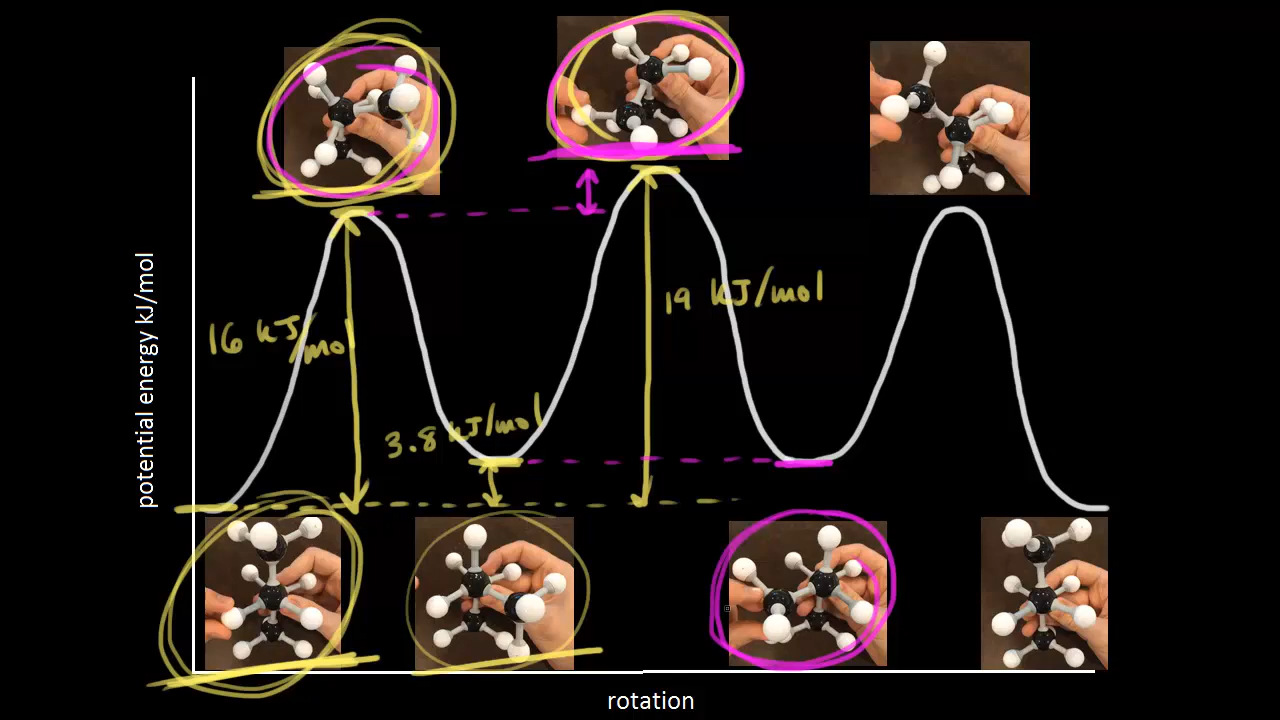 16 kJ
/mol
3.8 kJ/mol
19 kJ/mol
potential energy kJ/mol
rotation